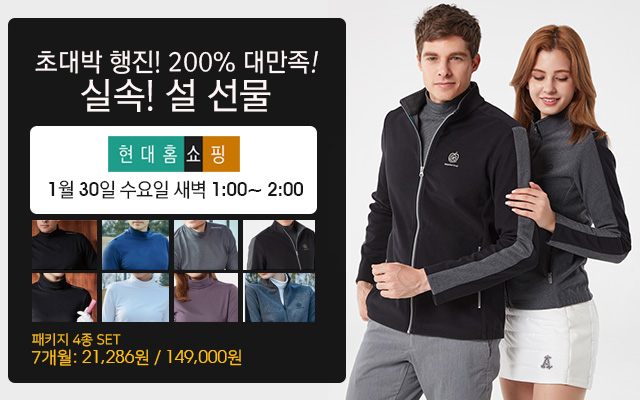 초대박 행진! 200% 대만족!
실속! 설 선물
현대홈쇼핑
1월 30일 수요일 새벽 1:00~ 2:00
패키지 4종 SET
7개월: 21,286원 / 149,000원